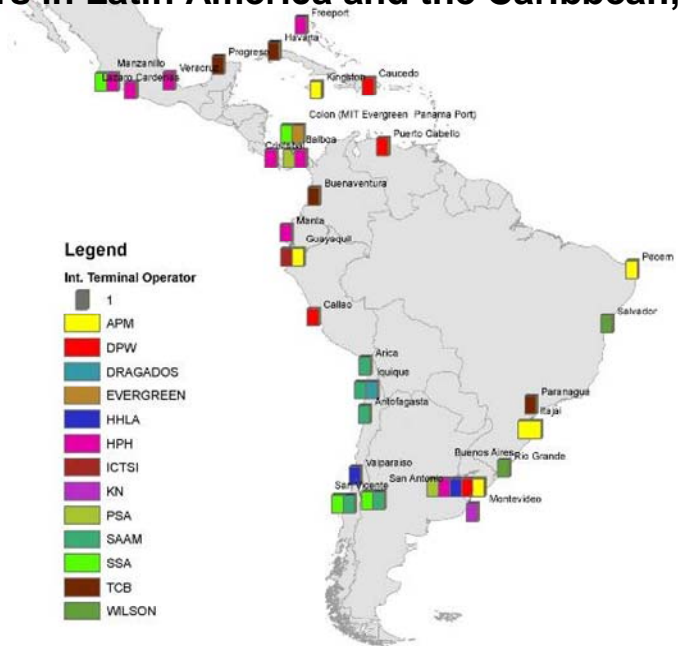 rs in Latin America and the Caribbean,
Freeport
Havana
Progreso
Manzanillo
Veracruz
Lazaro Cardenas
Kingston
Caucedo
Colon (MIT Evergreen Panama Port)
Balboa
Puerto Cabello
Cristobal
Buenaventura
Manta
Guayaquil
Pecem
Salvador
Callao
Arica
Iquique
Antofagasta
Paranagua
Itajai
Buenos Aires
Rio Grande
Valparaiso
San Antonio
San Vicente
Montevideo
Legend
Int. Terminal Operator
1
APM
DPW
DRAGADOS
EVERGREEN
HHLA
HPH
ICTSI
KN
PSA
SAAM
SSA
TCB
WILSON